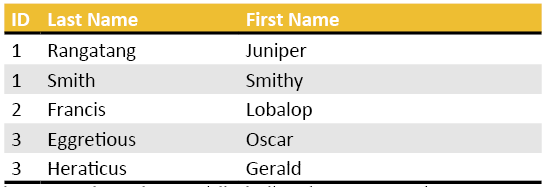 ID Last Name First Name
1 Rangatang Juniper
1 Smith Smithy
2 Francis Lobalop
3 Eggretious Oscar
3 Heraticus Gerald